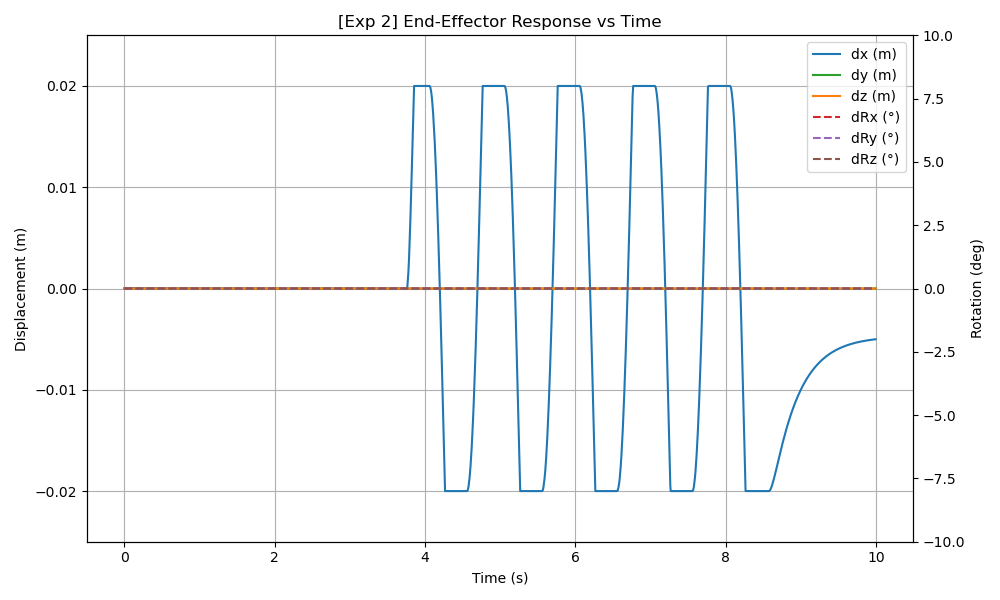 [Exp 2] End-Effector Response vs Time
dx (m)
dy (m)
dz (m)
dRx (°)
dRy (°)
dRz (°)
Displacement (m)
0.02
0.01
0.00
−0.01
−0.02
10.0
7.5
5.0
2.5
0.0
−2.5
−5.0
−7.5
−10.0
Rotation (deg)
0 2 4 6 8 10
Time (s)